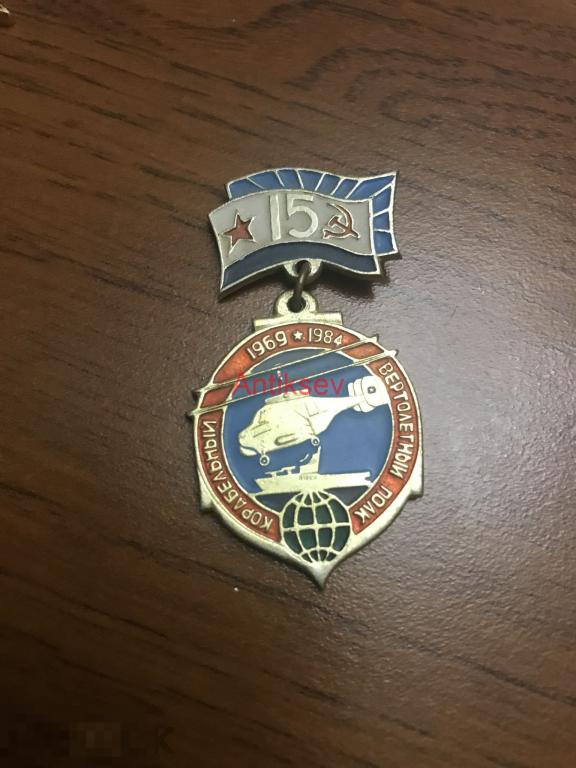 15
1969 ★ 1984
Antiksev
КОРАБЕЛЬНЫЙ
ВЕРТОЛЕТНЫЙ ПОЛК